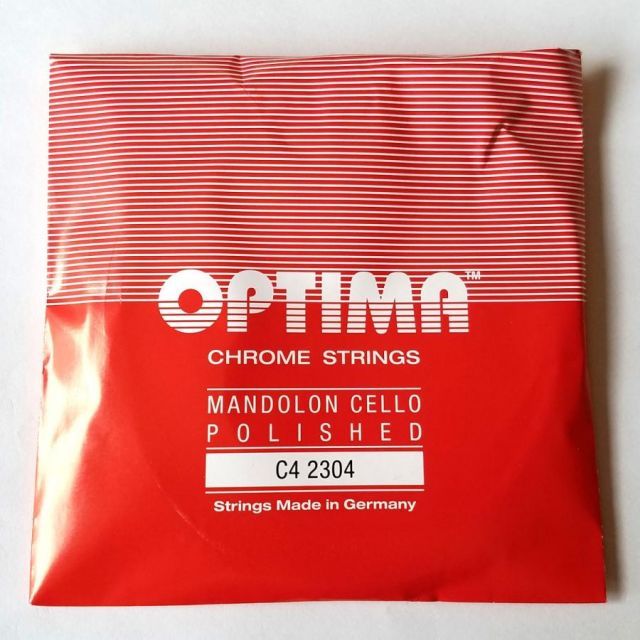 OPTIMA™
CHROME STRINGS
MANDOLON CELLO
POLISHED
C4 2304
Strings Made in Germany